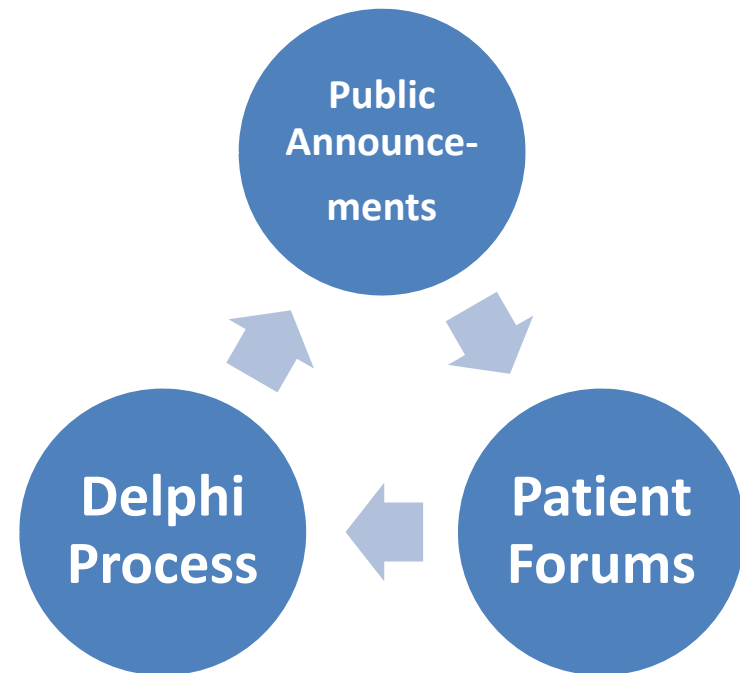 Public
Announce-
ments
Delphi
Process
Patient
Forums